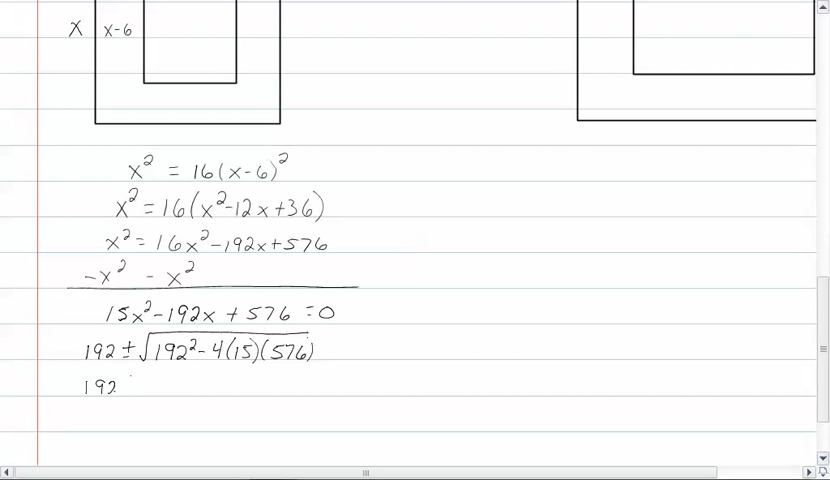 x x-6
x² = 16(x-6)²
x² = 16(x²-12x+36)
x² = 16x²-192x+576
-x² - x²
15x²-192x+576 =0
192 ± √192²-4(15)(576)
192